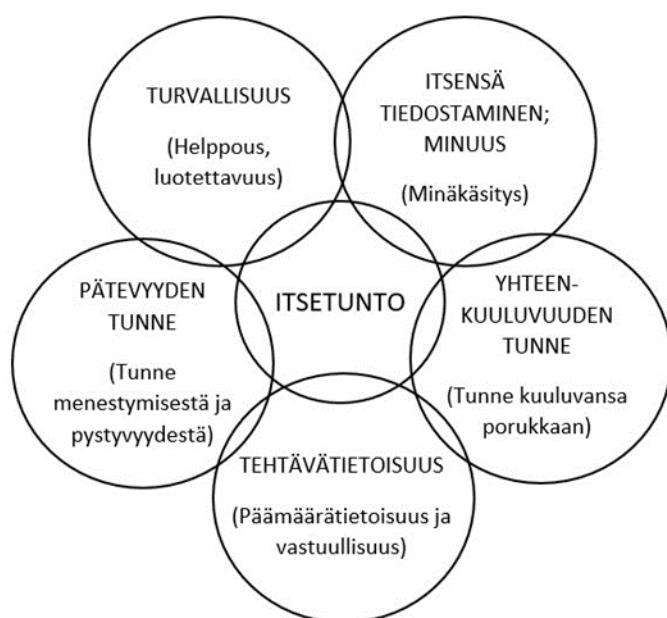 TURVALLISUUS
(Helppous,
luotettavuus)
ITSENSÄ
TIEDOSTAMINEN;
MINUUS
(Minäkäsitys)
PÄTEVYYDEN
TUNNE
(Tunne
menestymisestä ja
pystyvyydestä)
ITSETUNTO
YHTEEN-
KUULUVUUDEN
TUNNE
(Tunne kuuluvansa
porukkaan)
TEHTÄVÄTIETOISUUS
(Päämäärätietoisuus ja
vastuullisuus)